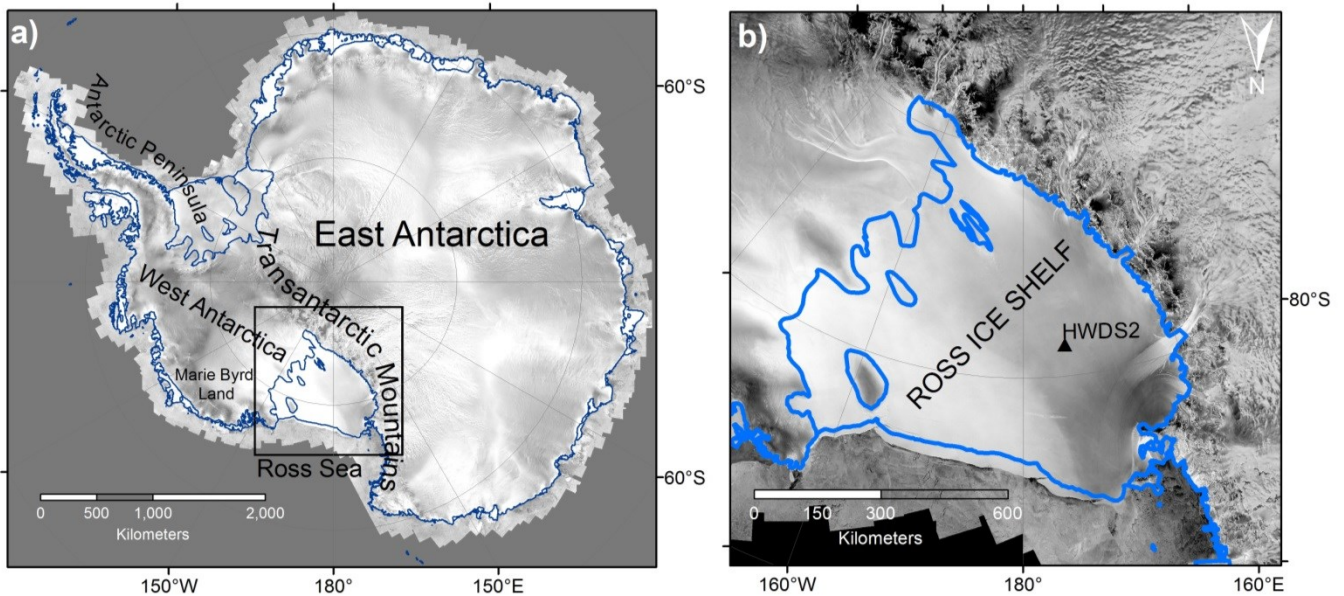 a)
Antarctic Peninsula
60°S
East Antarctica
Transantarctic Mountains
West Antarctica
Marie Byrd
Land
Ross Sea
60°S
0 500 1,000 2,000
Kilometers
150°W 180° 150°E
b)
N
80°S
ROSS ICE SHELF
HWDS2
0 150 300 600
Kilometers
160°W 180° 160°E